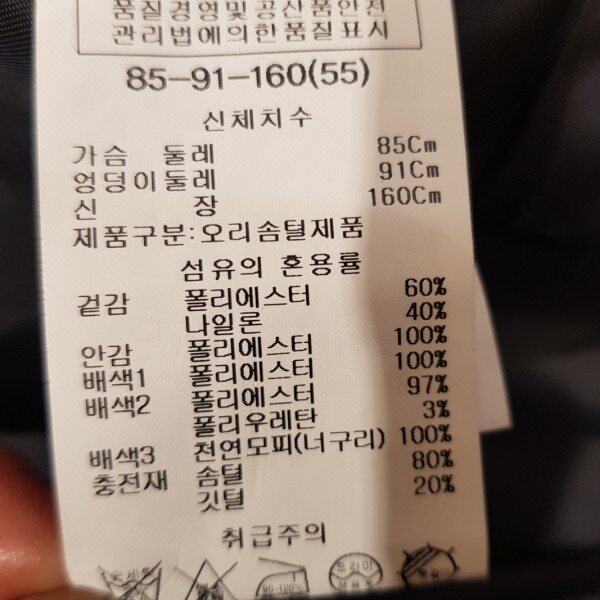 품질경영및공산품안전
관리법에의한품질표시
85-91-160(55)
신체치수
가슴 둘레 85Cm
엉덩이둘레 91Cm
신 장 160Cm
제품구분:오리솜털제품
섬유의 혼용률
겉감 폴리에스터 60%
나일론 40%
안감 폴리에스터 100%
배색1 폴리에스터 100%
배색2 폴리에스터 97%
폴리우레탄 3%
배색3 천연모피(너구리) 100%
충전재 솜털 80%
깃털 20%
취급주의
80-120%
드라이